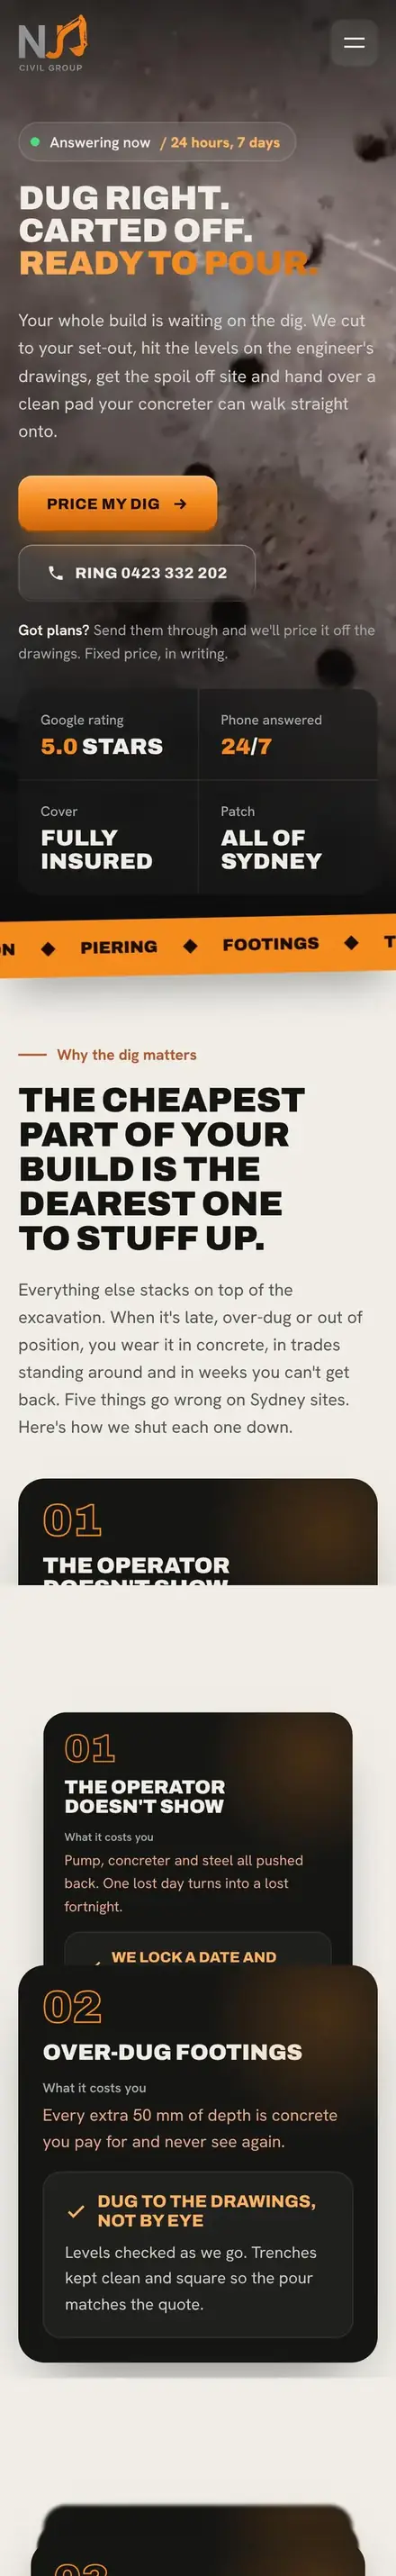 NJ
CIVIL GROUP
Answering now / 24 hours, 7 days
DUG RIGHT.
CARTED OFF.
READY TO POUR.
Your whole build is waiting on the dig. We cut
to your set-out, hit the levels on the engineer's
drawings, get the spoil off site and hand over a
clean pad your concreter can walk straight
onto.
PRICE MY DIG →
RING 0423 332 202
Got plans? Send them through and we'll price it off the
drawings. Fixed price, in writing.
Google rating
5.0 STARS
Phone answered
24/7
Cover
FULLY
INSURED
Patch
ALL OF
SYDNEY
ON ◆ PIERING ◆ FOOTINGS ◆ T
Why the dig matters
THE CHEAPEST
PART OF YOUR
BUILD IS THE
DEAREST ONE
TO STUFF UP.
Everything else stacks on top of the
excavation. When it's late, over-dug or out of
position, you wear it in concrete, in trades
standing around and in weeks you can't get
back. Five things go wrong on Sydney sites.
Here's how we shut each one down.
01
THE OPERATOR
DOESN'T SHOW
01
THE OPERATOR
DOESN'T SHOW
What it costs you
Pump, concreter and steel all pushed
back. One lost day turns into a lost
fortnight.
WE LOCK A DATE AND
02
OVER-DUG FOOTINGS
What it costs you
Every extra 50 mm of depth is concrete
you pay for and never see again.
DUG TO THE DRAWINGS,
NOT BY EYE
Levels checked as we go. Trenches
kept clean and square so the pour
matches the quote.